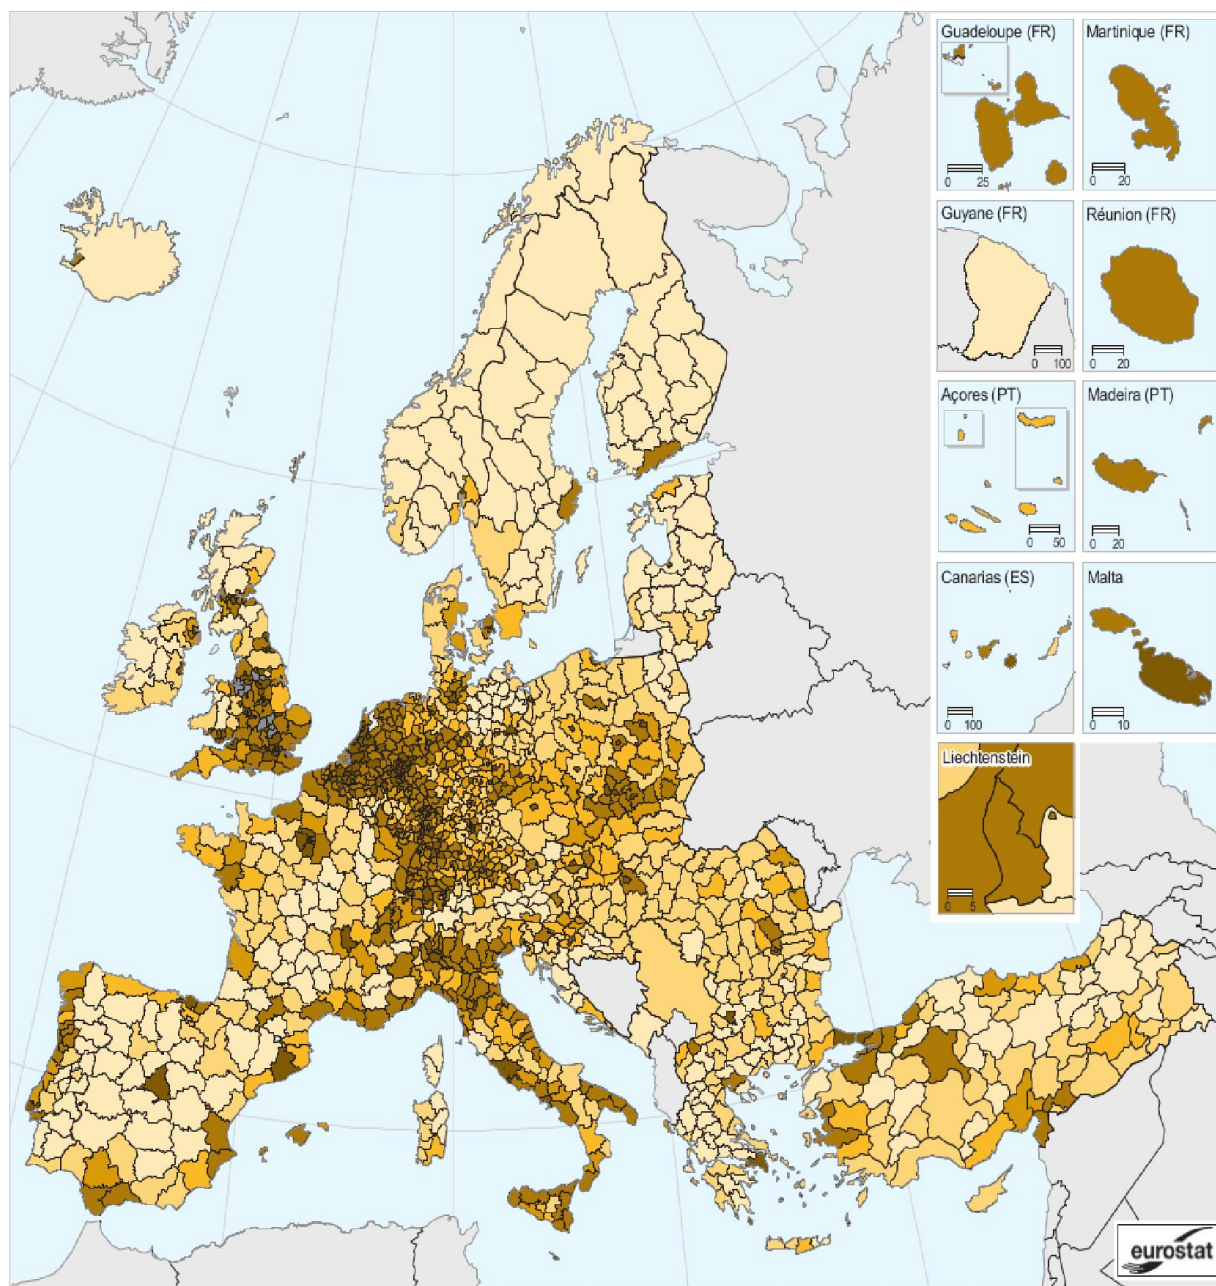 Guadeloupe (FR)
0 25
Martinique (FR)
0 20
Guyane (FR)
0 100
Réunion (FR)
0 20
Açores (PT)
0 50
Madeira (PT)
0 20
Canarias (ES)
0 100
Malta
0 10
Liechtenstein
0 5
eurostat